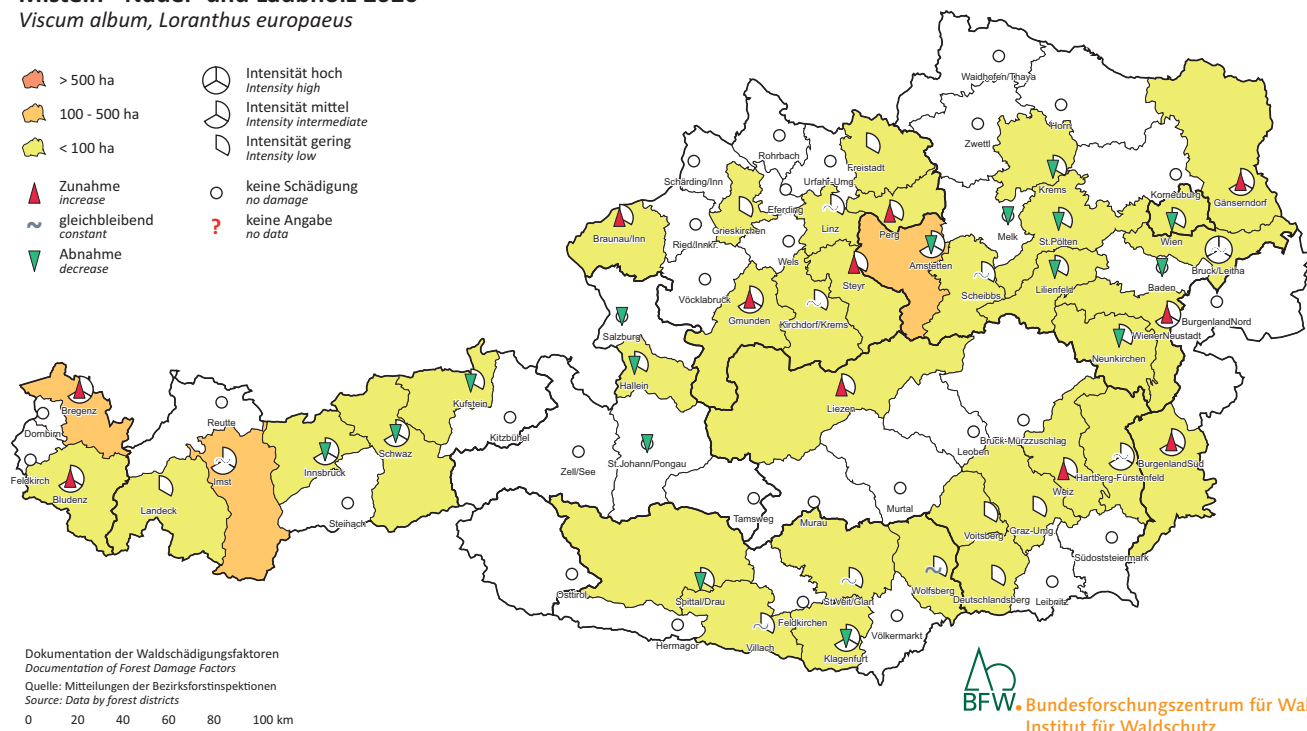 Viscum album, Loranthus europaeus
> 500 ha
100 - 500 ha
< 100 ha
Zunahme
increase
~ gleichbleibend
constant
Abnahme
decrease
Intensität hoch
Intensity high
Intensität mittel
Intensity intermediate
Intensität gering
Intensity low
keine Schädigung
no damage
? keine Angabe
no data
Waidhofen/Thaya
Horn
Zwettl
Krems
Korneuburg
Gänserndorf
Rohrbach
Freistadt
Schärding/Inn
Urfahr-Umg
Eferding
Grieskirchen
Linz
Perg
Braunau/Inn
Ried/Innkr.
Wels
Melk
St.Pölten
Wien
Bruck/Leitha
Amstetten
Steyr
Scheibbs
Lilienfeld
Baden
Vöcklabruck
Gmunden
Kirchdorf/Krems
BurgenlandNord
WienerNeustadt
Neunkirchen
Salzburg
Hallein
Liezen
Bregenz
Dornbirn
Reutte
Kufstein
Kitzbühel
Feldkirch
Bludenz
Landeck
Imst
Innsbruck
Schwaz
Steinach
Zell/See
St.Johann/Pongau
Tamsweg
Murau
Murtal
Leoben
Bruck-Mürzzuschlag
Weiz
Hartberg-Fürstenfeld
BurgenlandSüd
Voitsberg
Graz-Umg.
Südoststeiermark
Deutschlandsberg
Leibnitz
Osttirol
Spittal/Drau
Hermagor
Villach
Feldkirchen
St.Veit/Glan
Klagenfurt
Völkermarkt
Wolfsberg
Dokumentation der Waldschädigungsfaktoren
Documentation of Forest Damage Factors
Quelle: Mitteilungen der Bezirksforstinspektionen
Source: Data by forest districts
0 20 40 60 80 100 km
BFW
Bundesforschungszentrum für Wal
Institut für Waldschutz